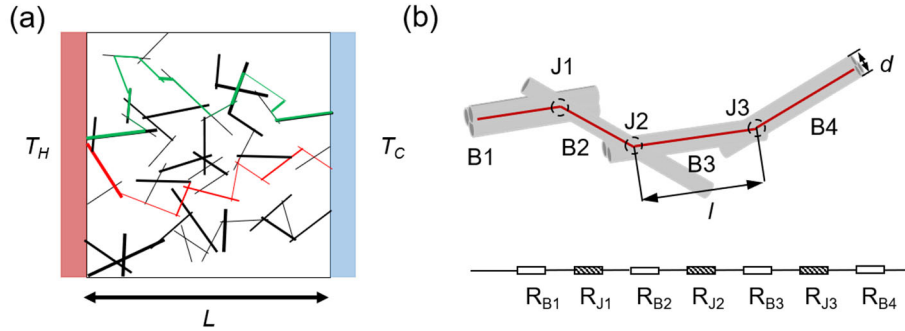 (a)
T_H
T_C
L
(b)
J1
J2
J3
B1
B2
B3
B4
d
l
R_B1 R_J1 R_B2 R_J2 R_B3 R_J3 R_B4